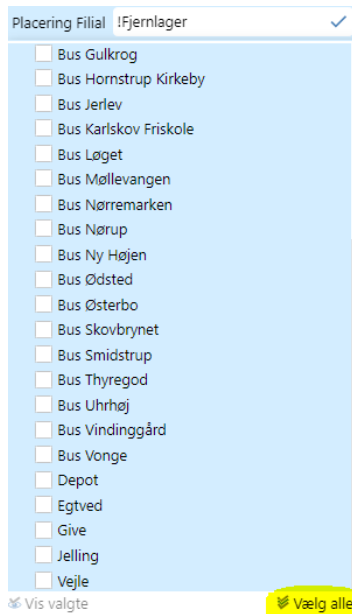 Placering Filial !Fjernlager
Bus Gulkrog
Bus Hornstrup Kirkeby
Bus Jerlev
Bus Karlskov Friskole
Bus Løget
Bus Møllevangen
Bus Nørremarken
Bus Nørup
Bus Ny Højen
Bus Ødsted
Bus Østerbo
Bus Skovbrynet
Bus Smidstrup
Bus Thyregod
Bus Uhrhøj
Bus Vindinggård
Bus Vonge
Depot
Egtved
Give
Jelling
Vejle
Vis valgte Vælg alle